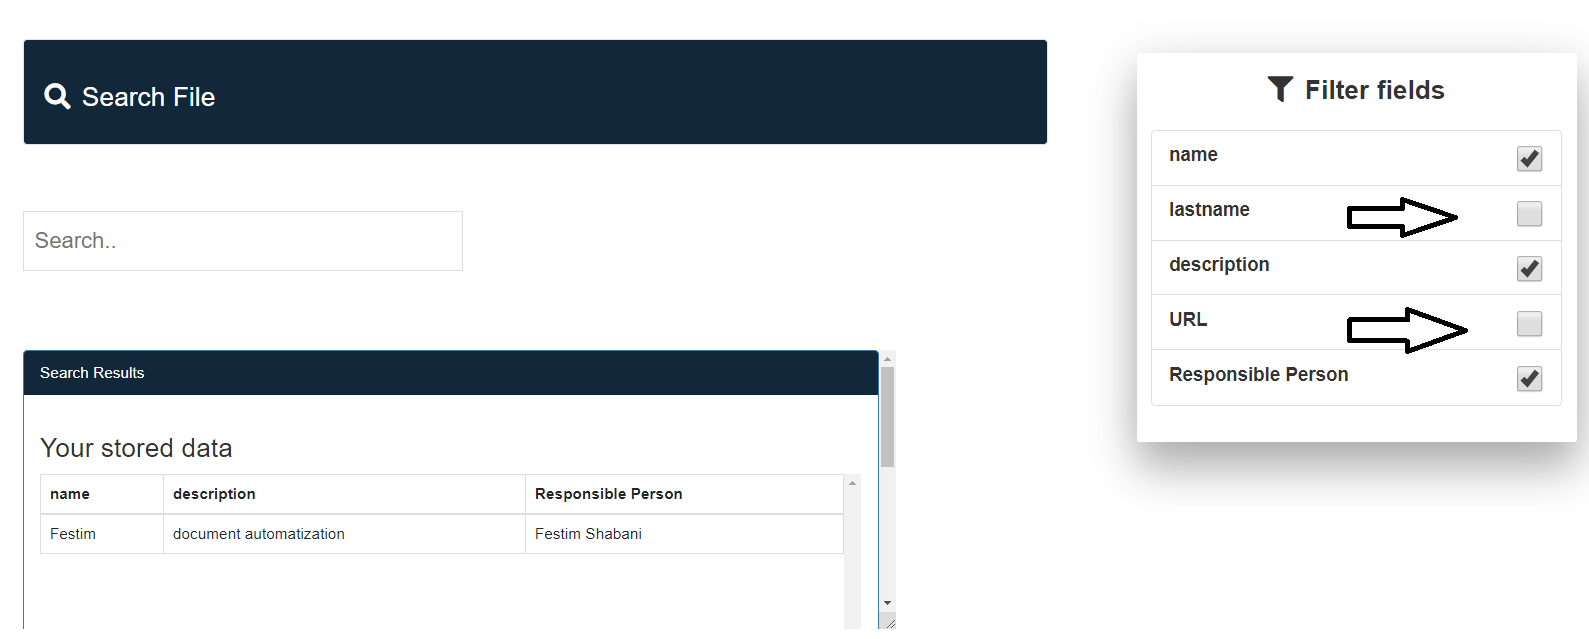 Search File
Search..
Search Results
Your stored data
name description Responsible Person
Festim document automatization Festim Shabani
Filter fields
name
lastname
description
URL
Responsible Person